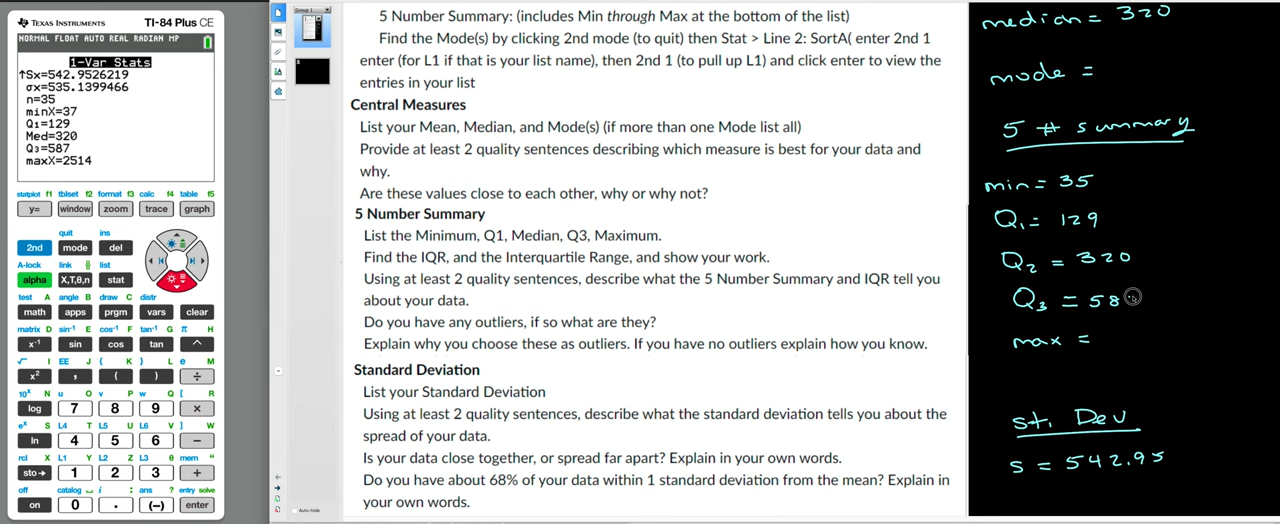 TEXAS INSTRUMENTS TI-84 Plus CE
NORMAL FLOAT AUTO REAL RADIAN MP
1-Var Stats
↑Sx=542.9526219
σx=535.1399466
n=35
minX=37
Q₁=129
Med=320
Q₃=587
maxX=2514
statplot f1 tblset f2 format f3 calc f4 table f5
y= window zoom trace graph
quit ins
2nd mode del
A-lock link list
alpha X,T,θ,n stat
test A angle B draw C distr
math apps prgm vars clear
matrix D sin⁻¹ E cos⁻¹ F tan⁻¹ G π H
x⁻¹ sin cos tan ^
√ I EE J { K } L e M
x² , ( ) ÷
10ˣ N u O v P w Q [ R
log 7 8 9 ×
eˣ S L4 T L5 U L6 V ] W
ln 4 5 6 −
rcl X L1 Y L2 Z L3 θ mem "
sto→ 1 2 3 +
off catalog i : ans ? entry solve
on 0 . (−) enter
Group 1
1
3
Auto-hide
5 Number Summary: (includes Min through Max at the bottom of the list)
Find the Mode(s) by clicking 2nd mode (to quit) then Stat > Line 2: SortA( enter 2nd 1
enter (for L1 if that is your list name), then 2nd 1 (to pull up L1) and click enter to view the
entries in your list
Central Measures
List your Mean, Median, and Mode(s) (if more than one Mode list all)
Provide at least 2 quality sentences describing which measure is best for your data and
why.
Are these values close to each other, why or why not?
5 Number Summary
List the Minimum, Q1, Median, Q3, Maximum.
Find the IQR, and the Interquartile Range, and show your work.
Using at least 2 quality sentences, describe what the 5 Number Summary and IQR tell you
about your data.
Do you have any outliers, if so what are they?
Explain why you choose these as outliers. If you have no outliers explain how you know.
Standard Deviation
List your Standard Deviation
Using at least 2 quality sentences, describe what the standard deviation tells you about the
spread of your data.
Is your data close together, or spread far apart? Explain in your own words.
Do you have about 68% of your data within 1 standard deviation from the mean? Explain in
your own words.
median = 320
mode =
5 # summary
min = 35
Q₁ = 129
Q₂ = 320
Q₃ = 58
max =
st. Dev
s = 542.95